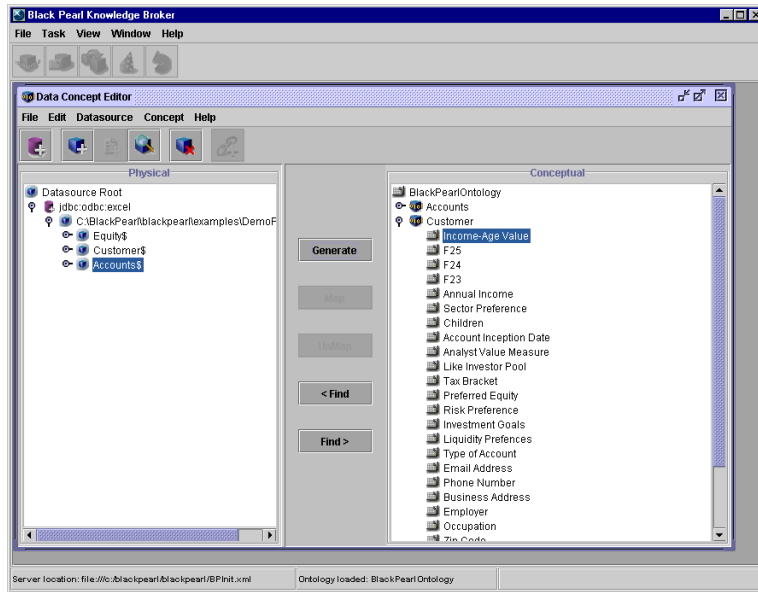 Black Pearl Knowledge Broker
File Task View Window Help
Data Concept Editor
File Edit Datasource Concept Help
Physical
Datasource Root
jdbc:odbc:excel
C:\BlackPearl\blackpearl\examples\DemoF
Equity$
Customer$
Accounts$
Generate
Map
UnMap
< Find
Find >
Conceptual
BlackPearlOntology
Accounts
Customer
Income-Age Value
F25
F24
F23
Annual Income
Sector Preference
Children
Account Inception Date
Analyst Value Measure
Like Investor Pool
Tax Bracket
Preferred Equity
Risk Preference
Investment Goals
Liquidity Prefences
Type of Account
Email Address
Phone Number
Business Address
Employer
Occupation
Zip Code
Server location: file:///c:/blackpearl/blackpearl/BPInit.xml
Ontology loaded: BlackPearlOntology